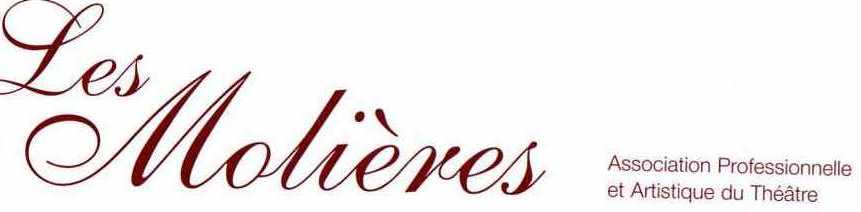 Les
Molières
Association Professionnelle
et Artistique du Théâtre